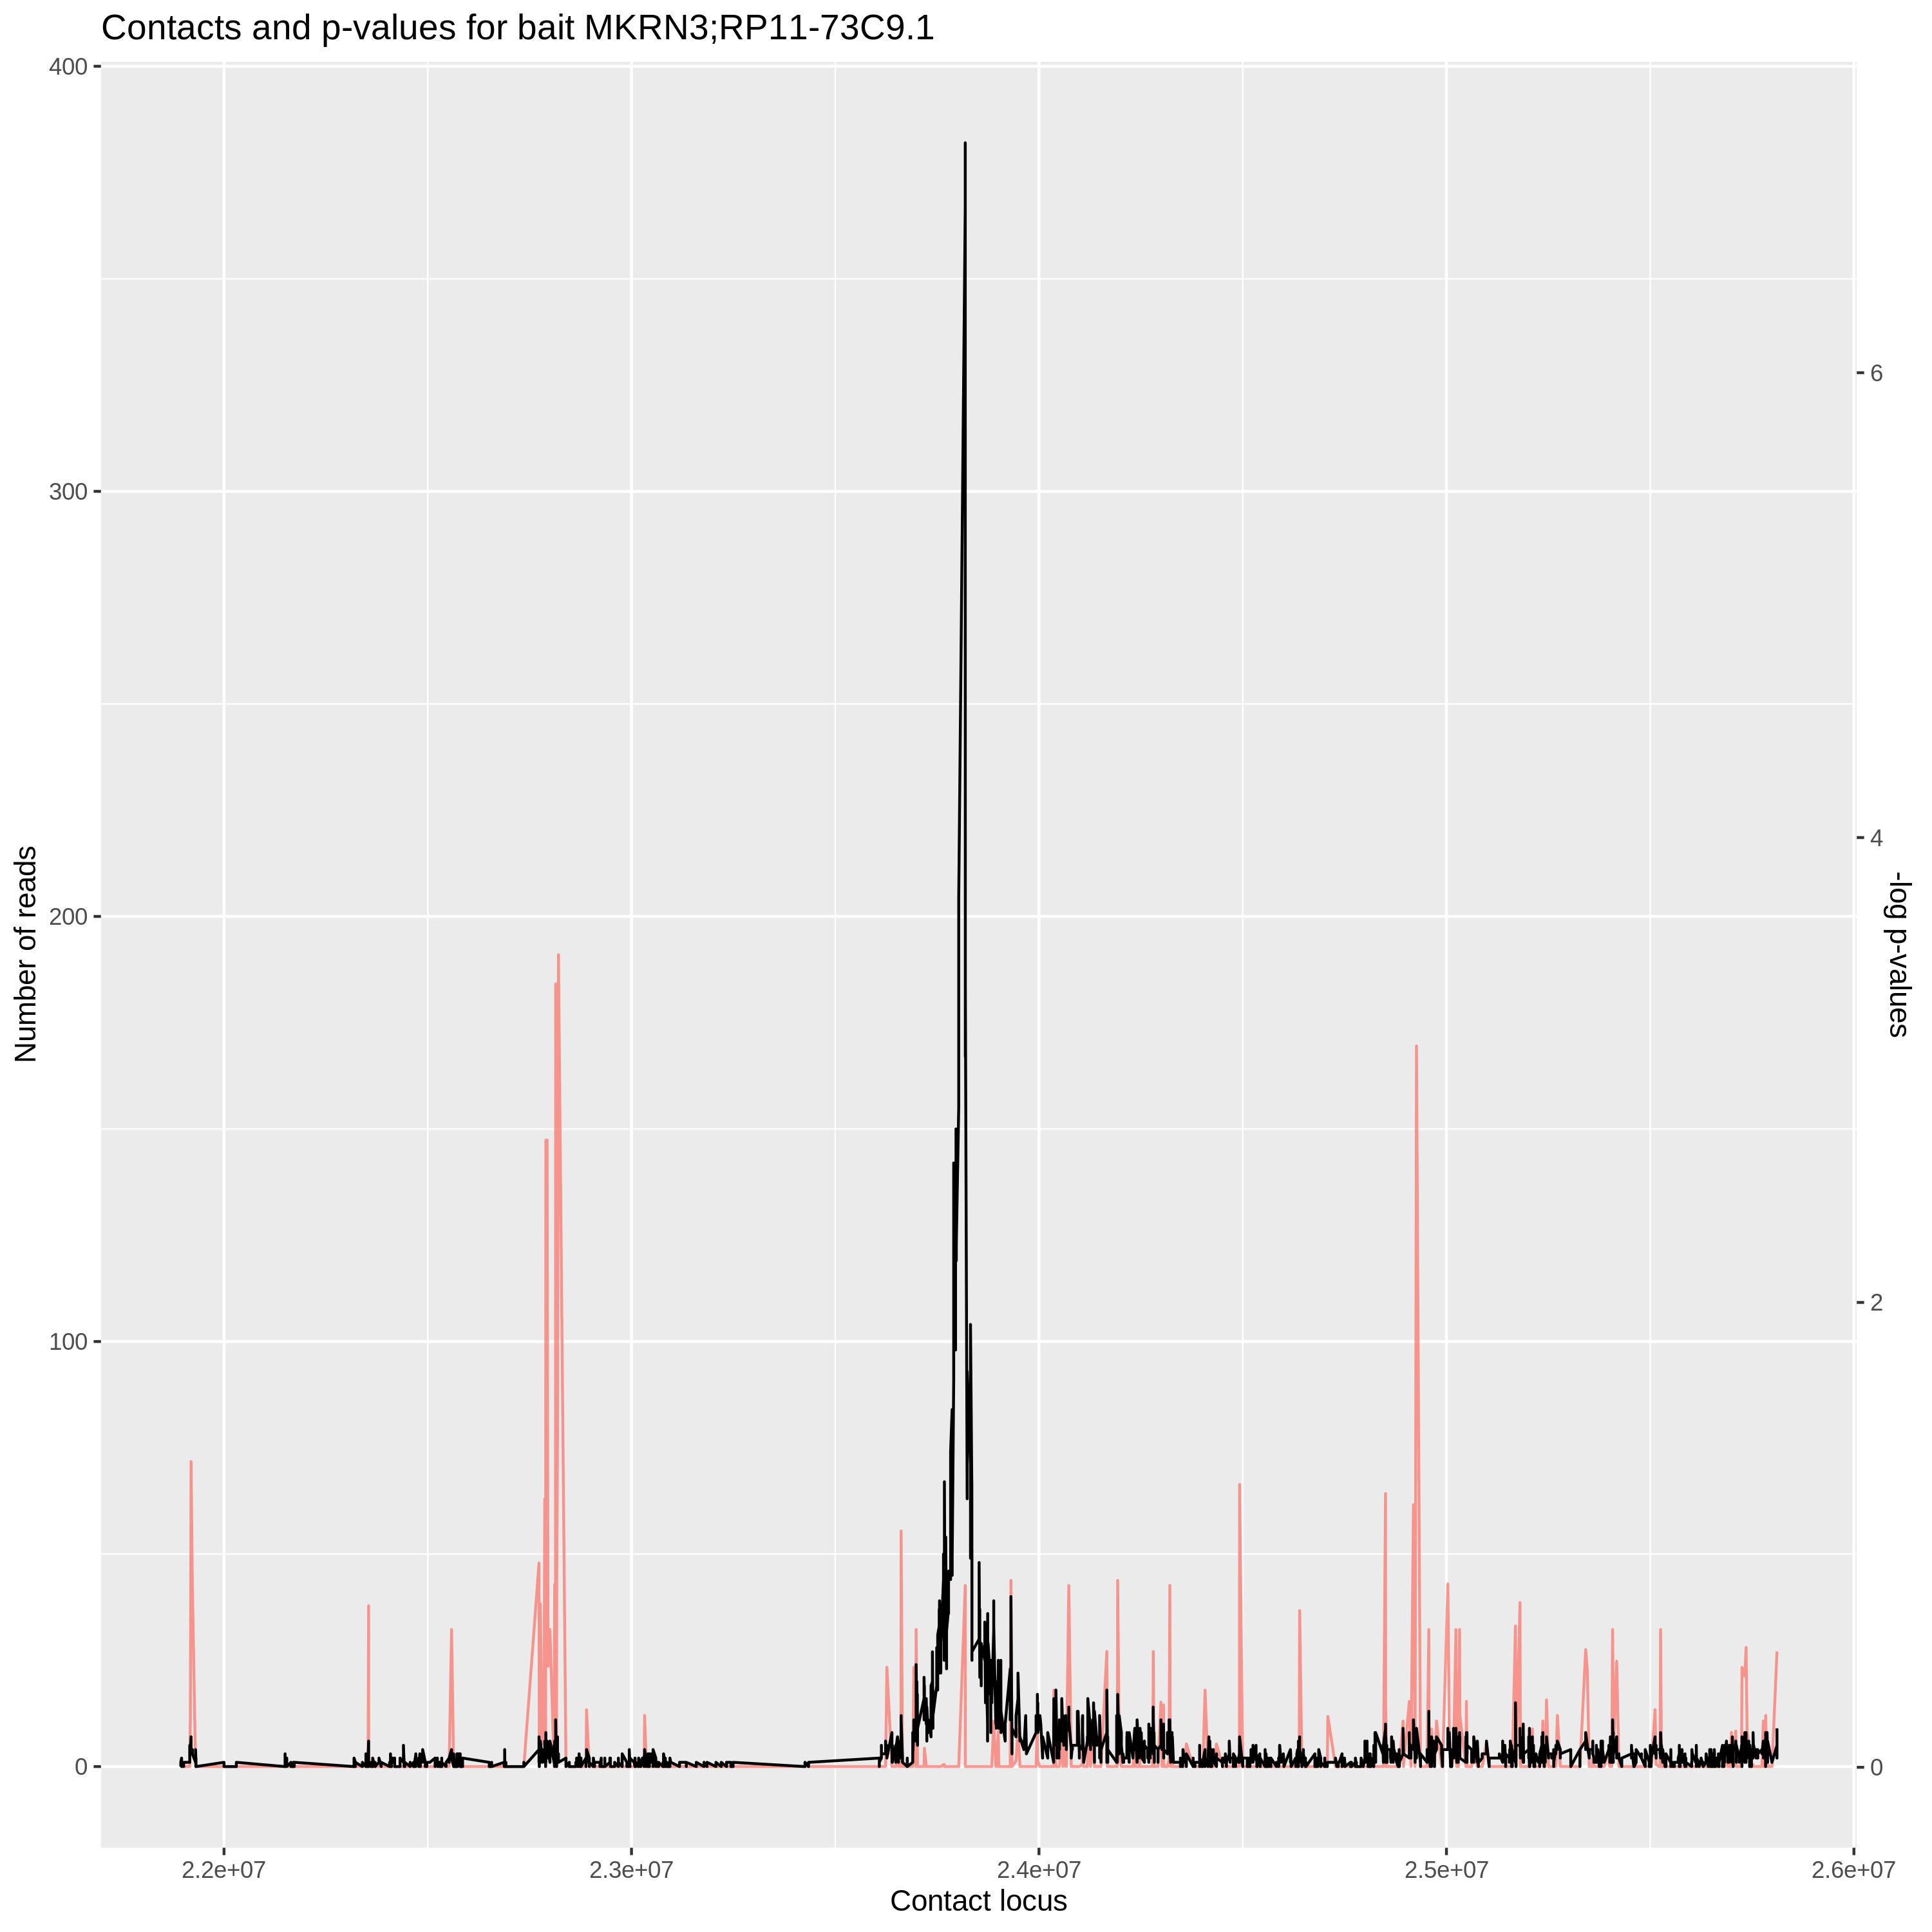 Contacts and p-values for bait MKRN3;RP11-73C9.1
400
300
200
100
0
Number of reads
6
4
2
0
-log p-values
2.2e+07
2.3e+07
2.4e+07
2.5e+07
2.6e+07
Contact locus